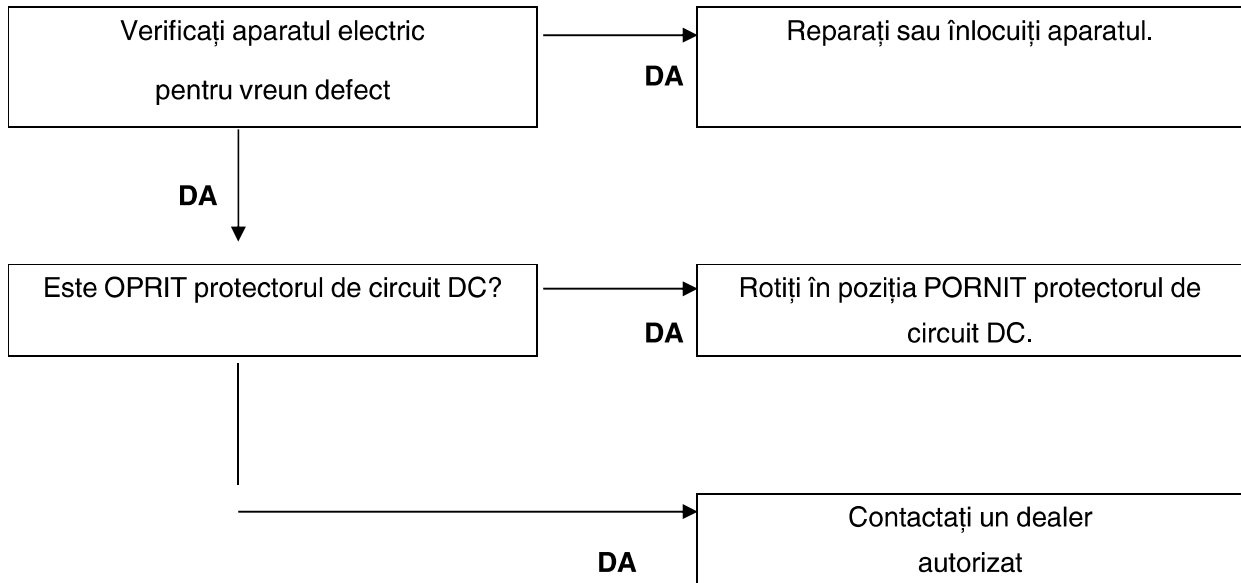 Verificați aparatul electric
pentru vreun defect
Reparați sau înlocuiți aparatul.
DA
DA
Este OPRIT protectorul de circuit DC?
Rotiți în poziția PORNIT protectorul de
circuit DC.
DA
Contactați un dealer
autorizat
DA